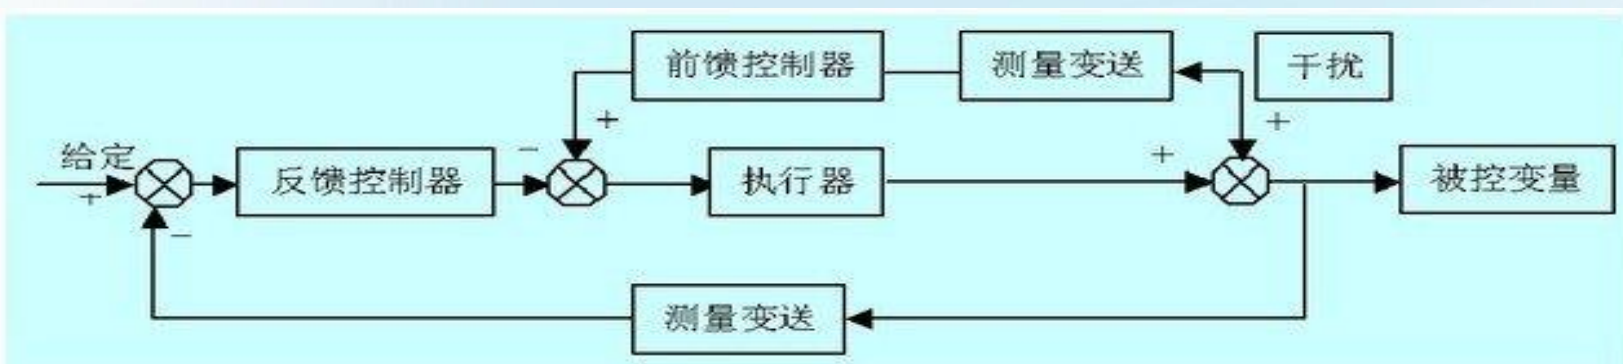 前馈控制器 测量变送 干扰
+ +
给定 − +
+ 反馈控制器 执行器 被控变量
−
测量变送